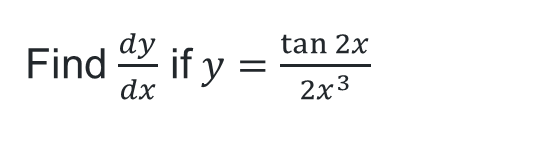 Find dy/dx if y = tan 2x / 2x³